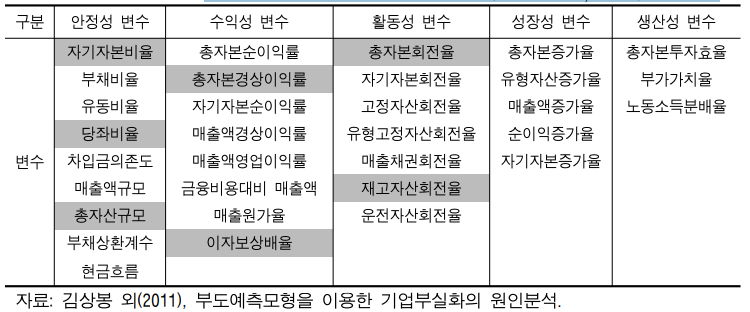 구분 안정성 변수 수익성 변수 활동성 변수 성장성 변수 생산성 변수
자기자본비율 총자본순이익률 총자본회전율 총자본증가율 총자본투자효율
부채비율 총자본경상이익률 자기자본회전율 유형자산증가율 부가가치율
유동비율 자기자본순이익률 고정자산회전율 매출액증가율 노동소득분배율
당좌비율 매출액경상이익률 유형고정자산회전율 순이익증가율
변수 차입금의존도 매출액영업이익률 매출채권회전율 자기자본증가율
매출액규모 금융비용대비 매출액 재고자산회전율
총자산규모 매출원가율 운전자산회전율
부채상환계수 이자보상배율
현금흐름
자료: 김상봉 외(2011), 부도예측모형을 이용한 기업부실화의 원인분석.